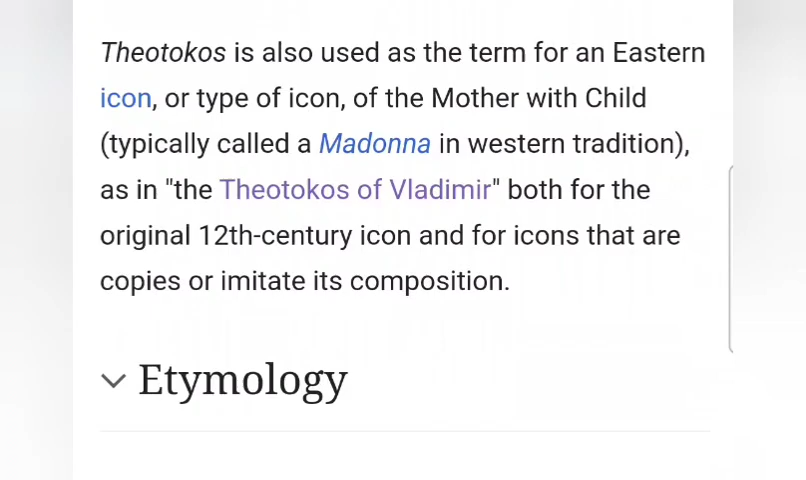 Theotokos is also used as the term for an Eastern
icon, or type of icon, of the Mother with Child
(typically called a Madonna in western tradition),
as in "the Theotokos of Vladimir" both for the
original 12th-century icon and for icons that are
copies or imitate its composition.
Etymology